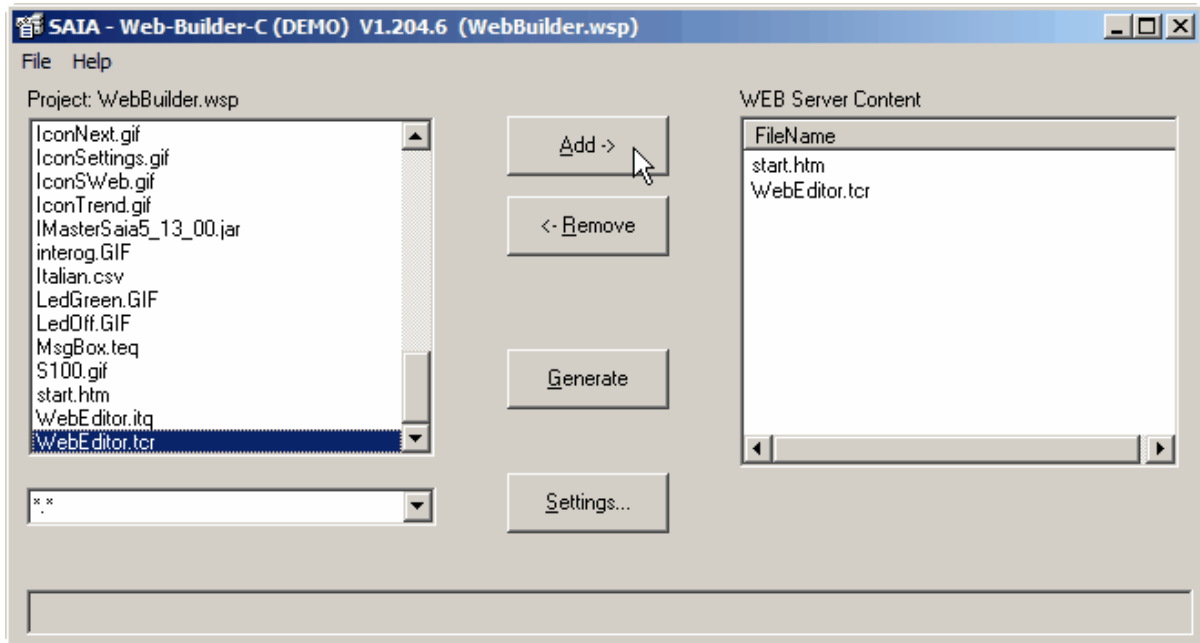 SAIA - Web-Builder-C (DEMO) V1.204.6 (WebBuilder.wsp)
File Help
Project: WebBuilder.wsp
IconNext.gif
IconSettings.gif
IconSWeb.gif
IconTrend.gif
IMasterSaia5_13_00.jar
interog.GIF
Italian.csv
LedGreen.GIF
LedOff.GIF
MsgBox.teq
S100.gif
start.htm
WebEditor.itq
WebEditor.tcr
*.*
Add ->
<- Remove
Generate
Settings...
WEB Server Content
FileName
start.htm
WebEditor.tcr